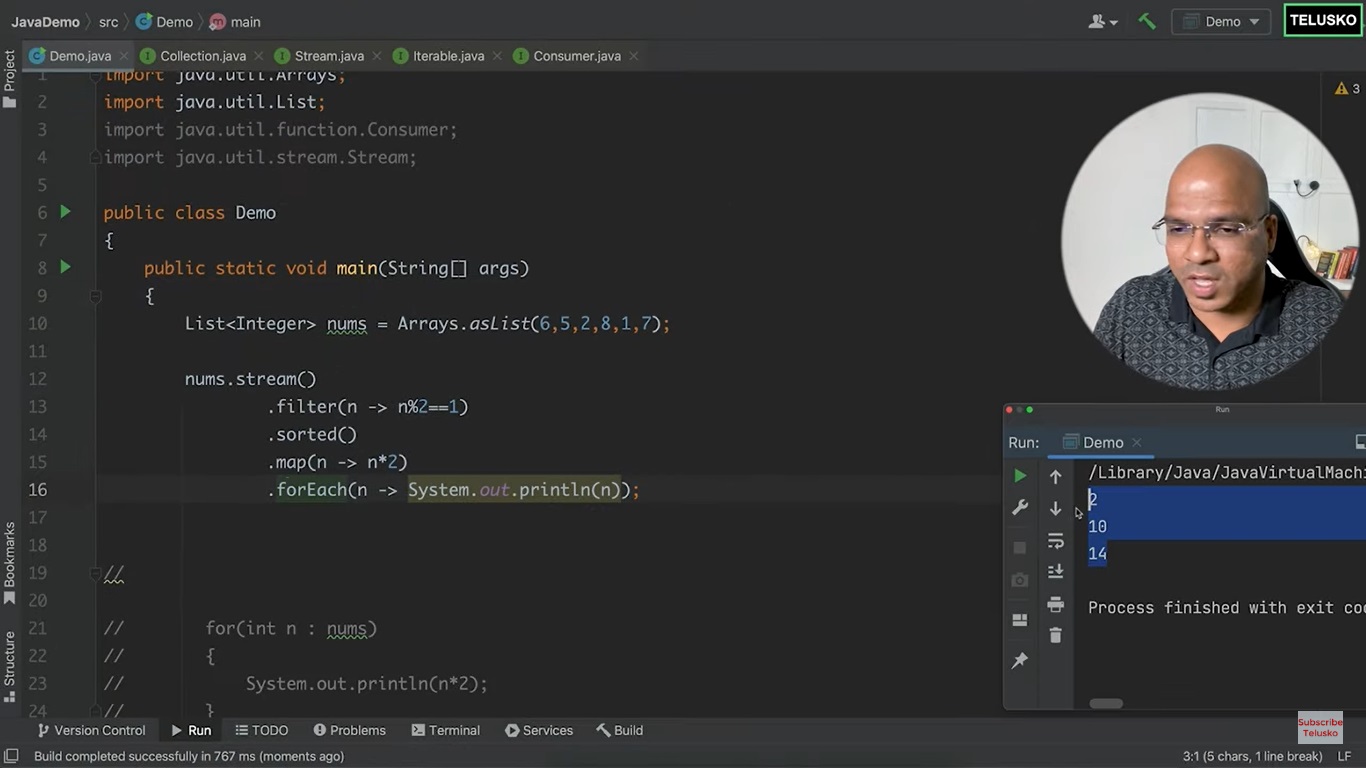 JavaDemo src Demo main
Demo
TELUSKO
Demo.java Collection.java Stream.java Iterable.java Consumer.java
Project
Bookmarks
Structure
3
1 import java.util.Arrays;
2 import java.util.List;
3 import java.util.function.Consumer;
4 import java.util.stream.Stream;
5
6 public class Demo
7 {
8 public static void main(String[] args)
9 {
10 List<Integer> nums = Arrays.asList(6,5,2,8,1,7);
11
12 nums.stream()
13 .filter(n -> n%2==1)
14 .sorted()
15 .map(n -> n*2)
16 .forEach(n -> System.out.println(n));
17
18
19 //
20
21 // for(int n : nums)
22 // {
23 // System.out.println(n*2);
24 // }
Run
Run: Demo
/Library/Java/JavaVirtualMachi
2
10
14
Process finished with exit cod
Version Control Run TODO Problems Terminal Services Build
Subscribe
Telusko
Build completed successfully in 767 ms (moments ago) 3:1 (5 chars, 1 line break) LF